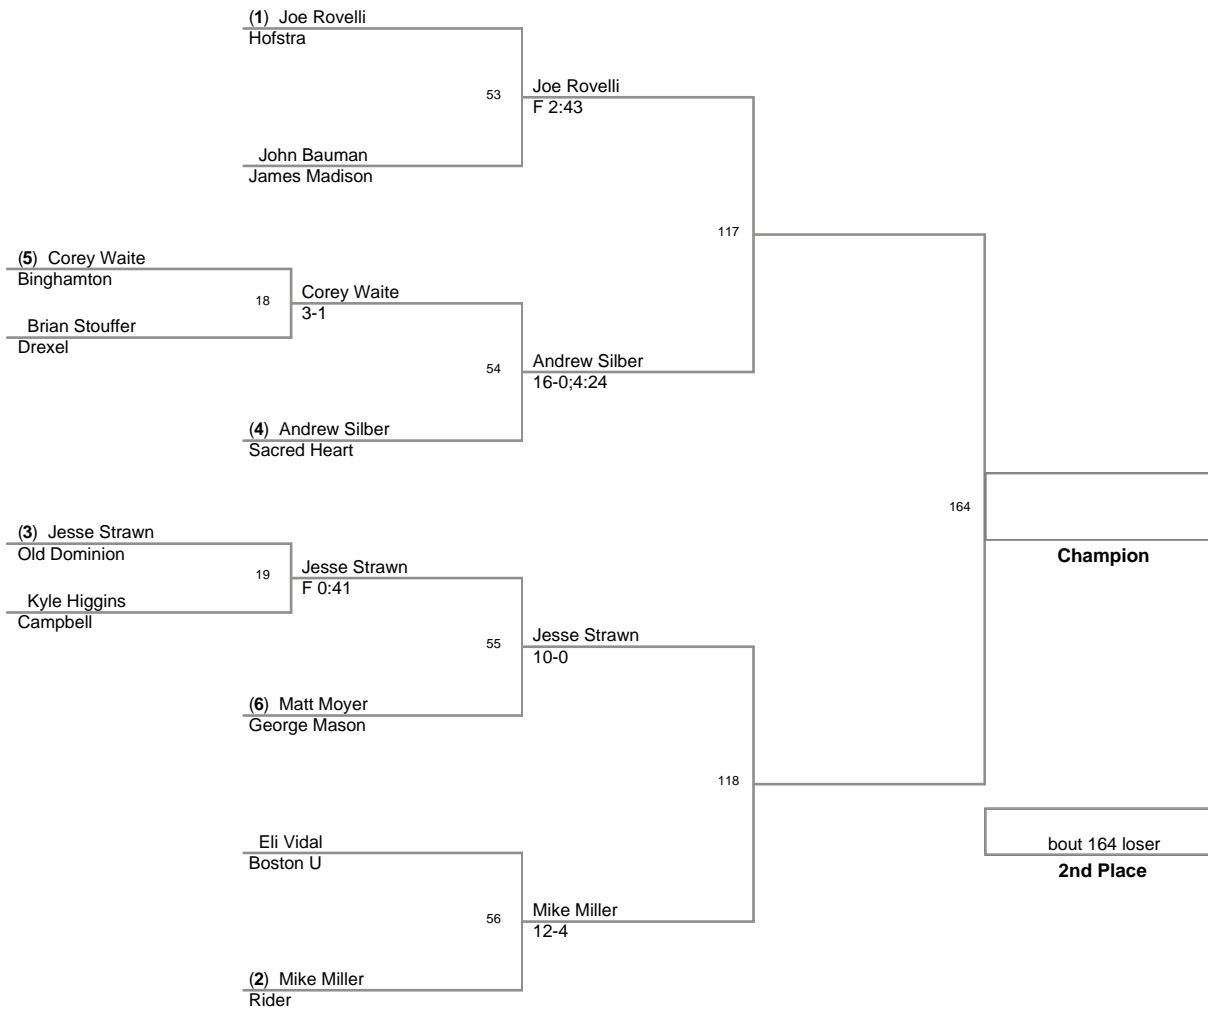 (1) Joe Rovelli
Hofstra
53
Joe Rovelli
F 2:43
John Bauman
James Madison
117
(5) Corey Waite
Binghamton
18
Corey Waite
3-1
Brian Stouffer
Drexel
54
Andrew Silber
16-0;4:24
(4) Andrew Silber
Sacred Heart
164
Champion
(3) Jesse Strawn
Old Dominion
19
Jesse Strawn
F 0:41
Kyle Higgins
Campbell
55
Jesse Strawn
10-0
(6) Matt Moyer
George Mason
118
Eli Vidal
Boston U
bout 164 loser
2nd Place
56
Mike Miller
12-4
(2) Mike Miller
Rider